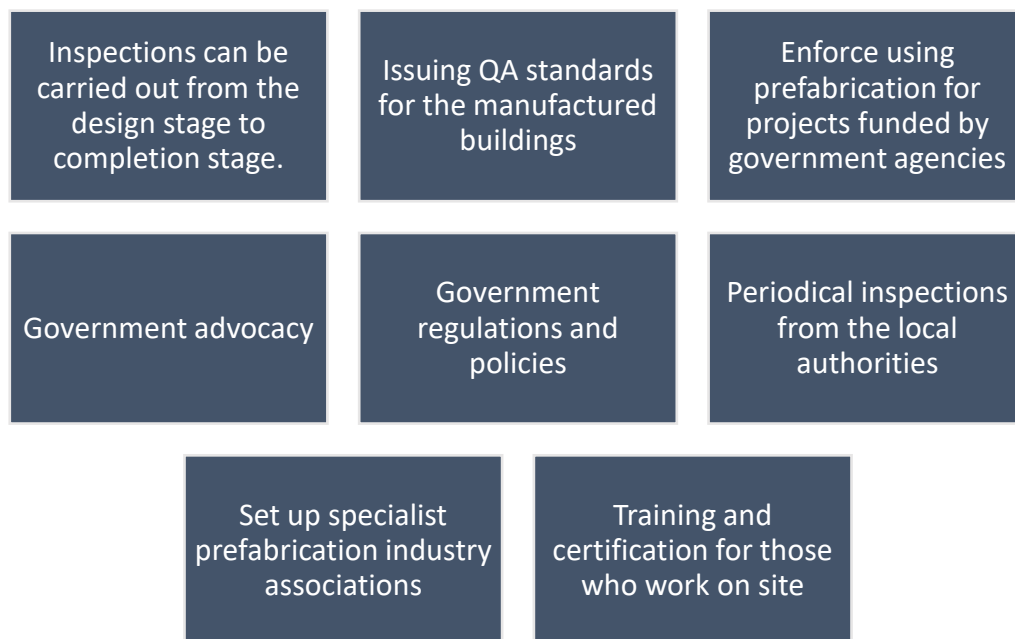 Inspections can be
carried out from the
design stage to
completion stage.
Issuing QA standards
for the manufactured
buildings
Enforce using
prefabrication for
projects funded by
government agencies
Government advocacy
Government
regulations and
policies
Periodical inspections
from the local
authorities
Set up specialist
prefabrication industry
associations
Training and
certification for those
who work on site